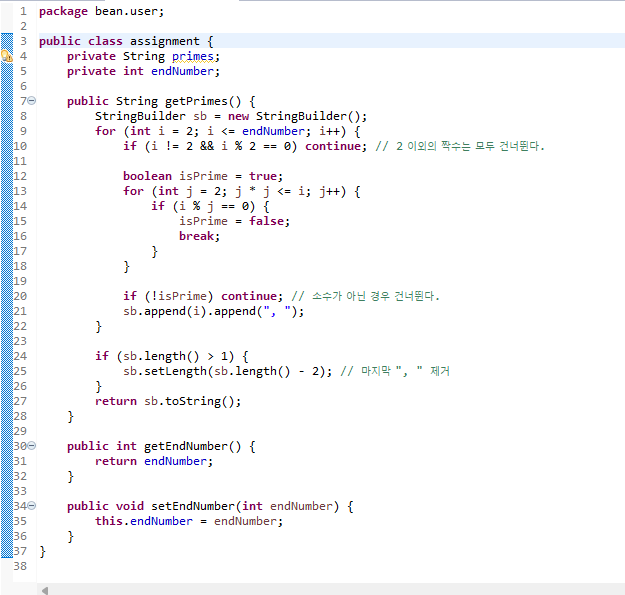 1 package bean.user;
2
3 public class assignment {
4     private String primes;
5     private int endNumber;
6
7     public String getPrimes() {
8         StringBuilder sb = new StringBuilder();
9         for (int i = 2; i <= endNumber; i++) {
10             if (i != 2 && i % 2 == 0) continue; // 2 이외의 짝수는 모두 건너뛴다.
11
12             boolean isPrime = true;
13             for (int j = 2; j * j <= i; j++) {
14                 if (i % j == 0) {
15                     isPrime = false;
16                     break;
17                 }
18             }
19
20             if (!isPrime) continue; // 소수가 아닌 경우 건너뛴다.
21             sb.append(i).append(", ");
22         }
23
24         if (sb.length() > 1) {
25             sb.setLength(sb.length() - 2); // 마지막 ", " 제거
26         }
27         return sb.toString();
28     }
29
30     public int getEndNumber() {
31         return endNumber;
32     }
33
34     public void setEndNumber(int endNumber) {
35         this.endNumber = endNumber;
36     }
37 }
38